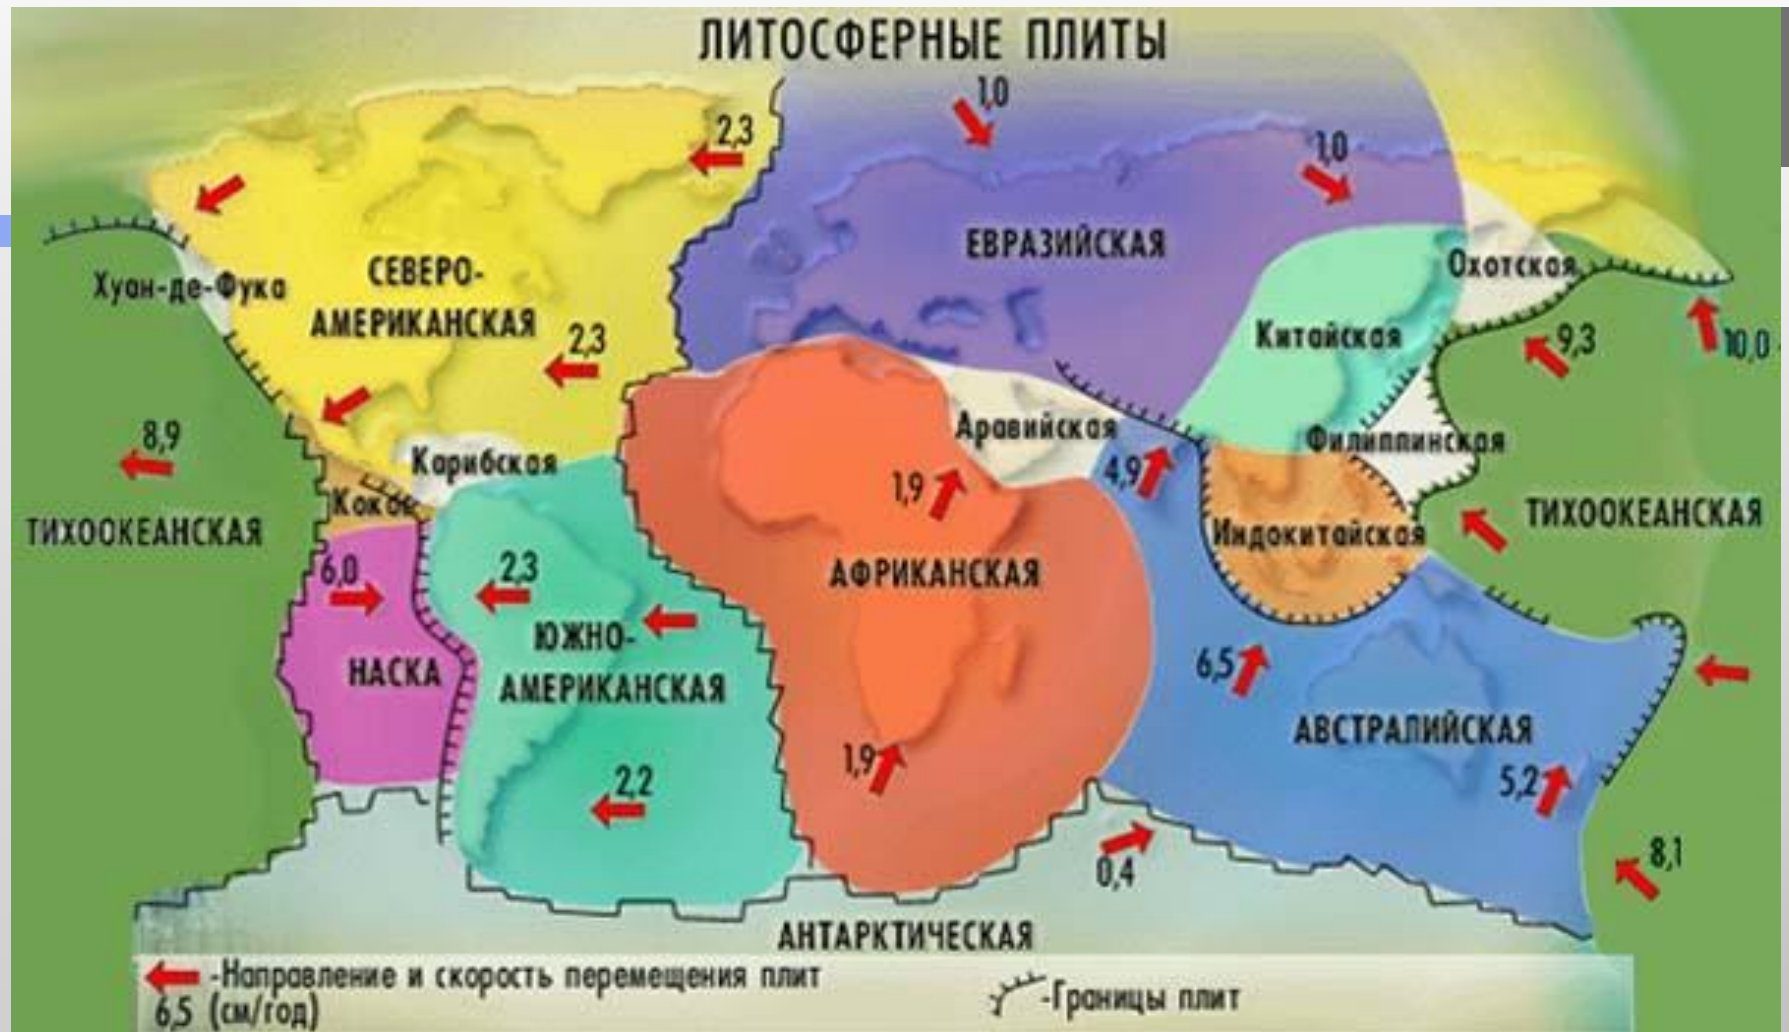 ЛИТОСФЕРНЫЕ ПЛИТЫ
1,0
2,3
1,0
ЕВРАЗИЙСКАЯ
Охотская
Хуан-де-Фука
СЕВЕРО-
АМЕРИКАНСКАЯ
2,3
Китайская
9,3
10,0
8,9
Карибская
Аравийская
Филиппинская
4,9
1,9
Кокос
ТИХООКЕАНСКАЯ
ТИХООКЕАНСКАЯ
Индокитайская
6,0
2,3
АФРИКАНСКАЯ
ЮЖНО-
АМЕРИКАНСКАЯ
НАСКА
6,5
АВСТРАЛИЙСКАЯ
1,9
2,2
5,2
0,4
8,1
АНТАРКТИЧЕСКАЯ
-Направление и скорость перемещения плит
6,5 (см/год)
-Границы плит